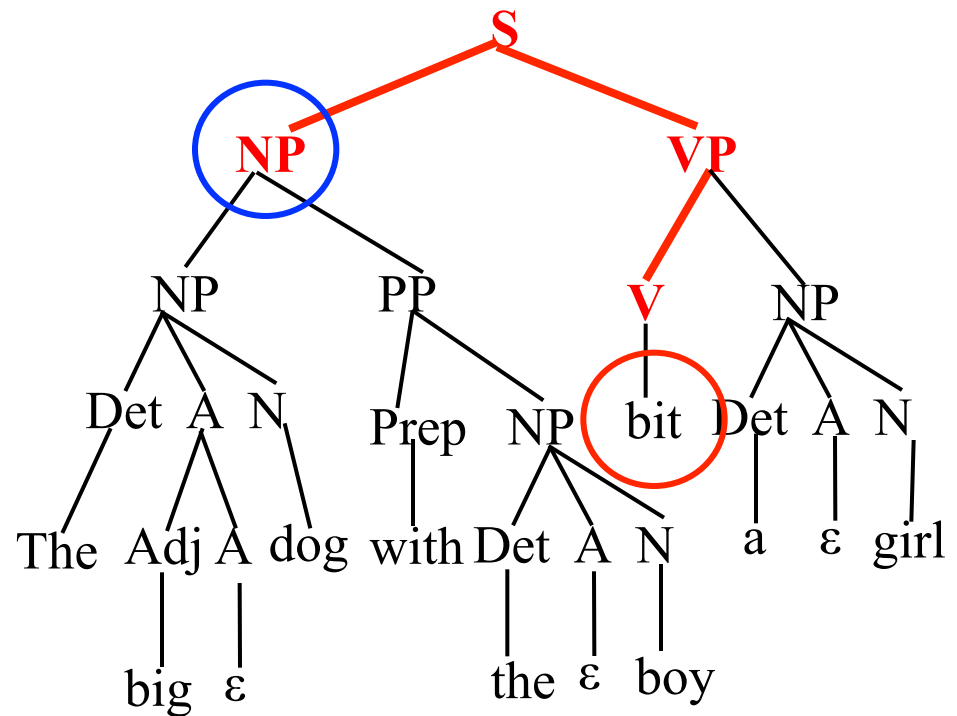 S
NP VP
NP PP V NP
Det A N Prep NP bit Det A N
The Adj A dog with Det A N a ε girl
big ε the ε boy